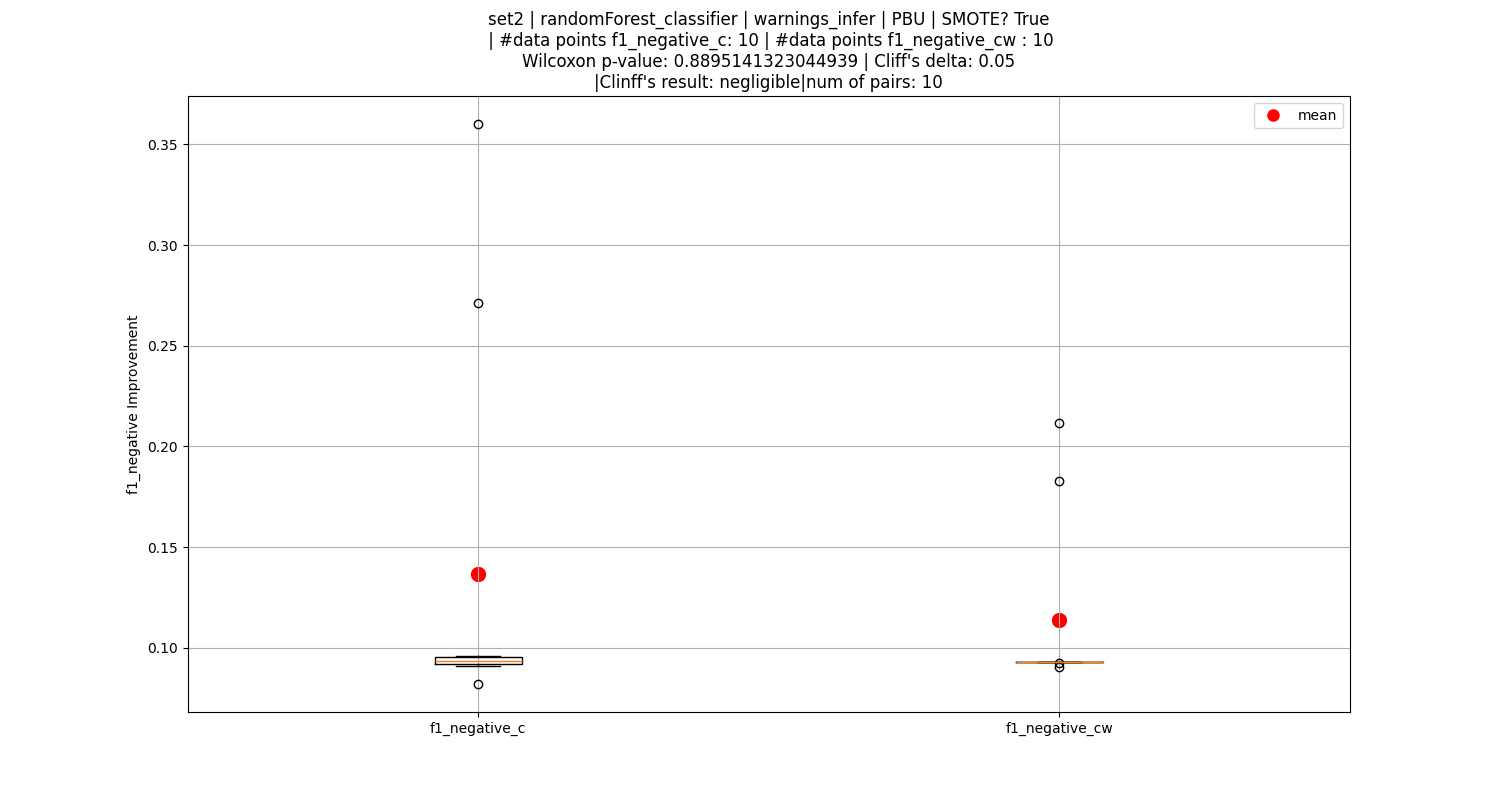 set2 | randomForest_classifier | warnings_infer | PBU | SMOTE? True
| #data points f1_negative_c: 10 | #data points f1_negative_cw : 10
Wilcoxon p-value: 0.8895141323044939 | Cliff's delta: 0.05
|Clinff's result: negligible|num of pairs: 10
mean
0.35
0.30
0.25
0.20
0.15
0.10
f1_negative Improvement
f1_negative_c
f1_negative_cw